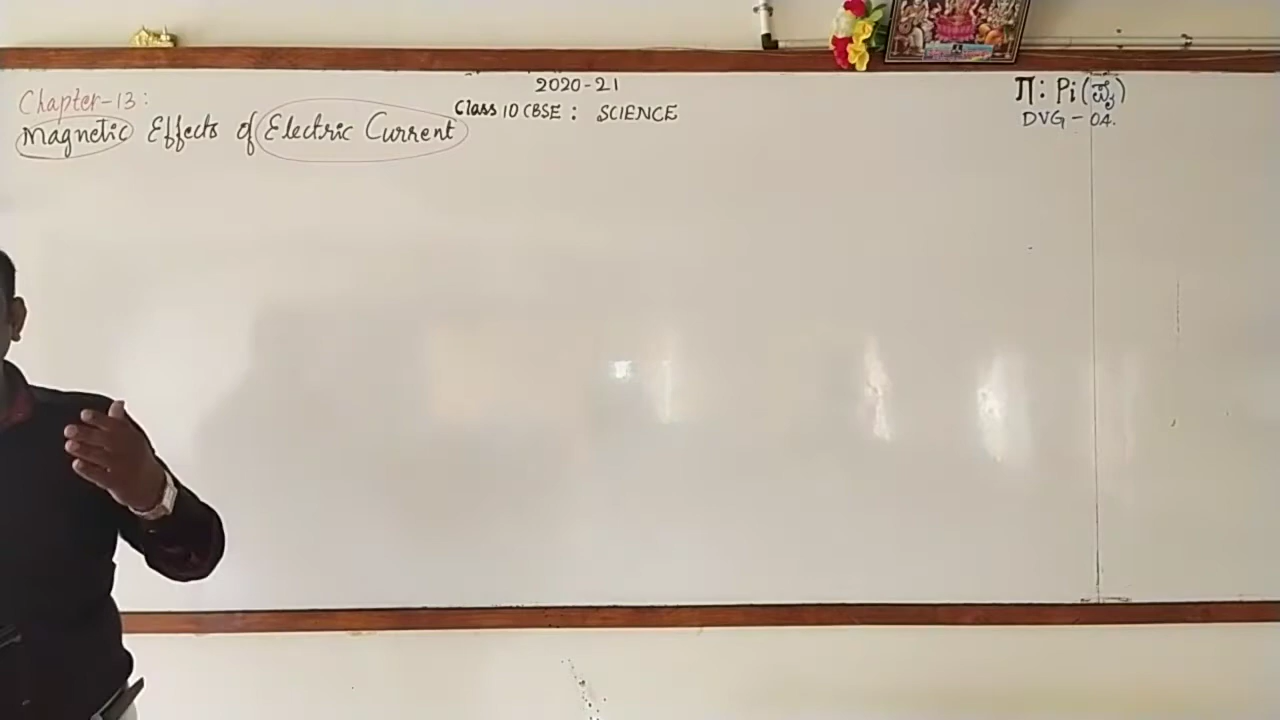 2020-21
Chapter-13:
Class 10 CBSE : SCIENCE
Magnetic Effects of Electric Current
Π: Pi (ಪೈ)
DVG - 04.